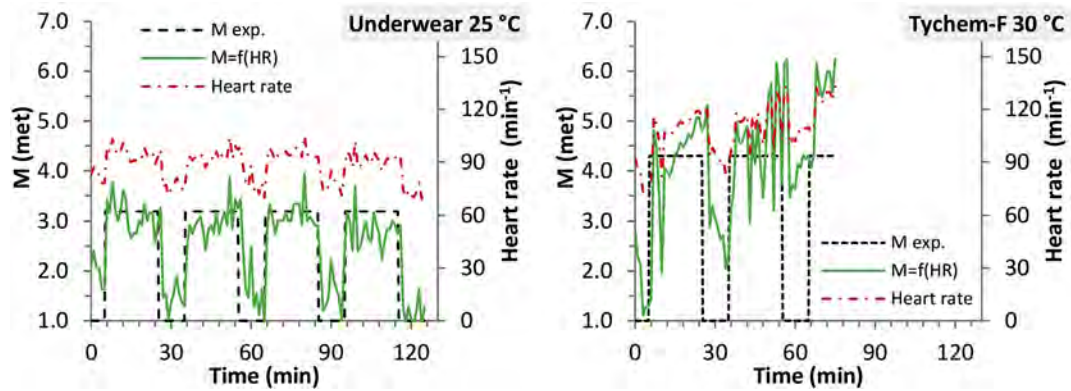 Underwear 25 °C
7.0
6.0
5.0
4.0
3.0
2.0
1.0
M (met)
M exp.
M=f(HR)
Heart rate
150
120
90
60
30
0
Heart rate (min⁻¹)
0 30 60 90 120
Time (min)
Tychem-F 30 °C
7.0
6.0
5.0
4.0
3.0
2.0
1.0
M (met)
M exp.
M=f(HR)
Heart rate
150
120
90
60
30
0
Heart rate (min⁻¹)
0 30 60 90 120
Time (min)